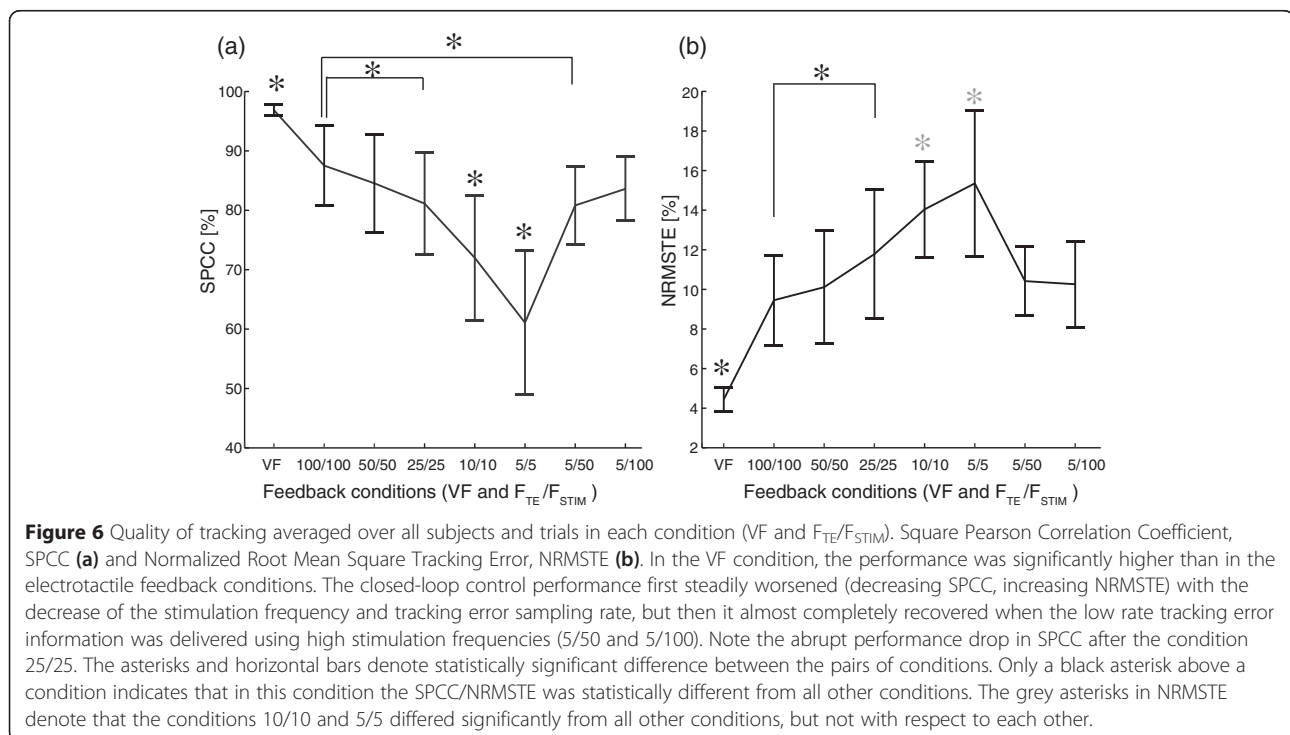 (a)
(b)
*
*
*
*
*
*
*
*
*
100
90
80
70
60
50
40
SPCC [%]
VF 100/100 50/50 25/25 10/10 5/5 5/50 5/100
Feedback conditions (VF and F_TE/F_STIM )
20
18
16
14
12
10
8
6
4
2
NRMSTE [%]
VF 100/100 50/50 25/25 10/10 5/5 5/50 5/100
Feedback conditions (VF and F_TE/F_STIM )
Figure 6 Quality of tracking averaged over all subjects and trials in each condition (VF and F_TE/F_STIM). Square Pearson Correlation Coefficient,
SPCC (a) and Normalized Root Mean Square Tracking Error, NRMSTE (b). In the VF condition, the performance was significantly higher than in the
electrotactile feedback conditions. The closed-loop control performance first steadily worsened (decreasing SPCC, increasing NRMSTE) with the
decrease of the stimulation frequency and tracking error sampling rate, but then it almost completely recovered when the low rate tracking error
information was delivered using high stimulation frequencies (5/50 and 5/100). Note the abrupt performance drop in SPCC after the condition
25/25. The asterisks and horizontal bars denote statistically significant difference between the pairs of conditions. Only a black asterisk above a
condition indicates that in this condition the SPCC/NRMSTE was statistically different from all other conditions. The grey asterisks in NRMSTE
denote that the conditions 10/10 and 5/5 differed significantly from all other conditions, but not with respect to each other.